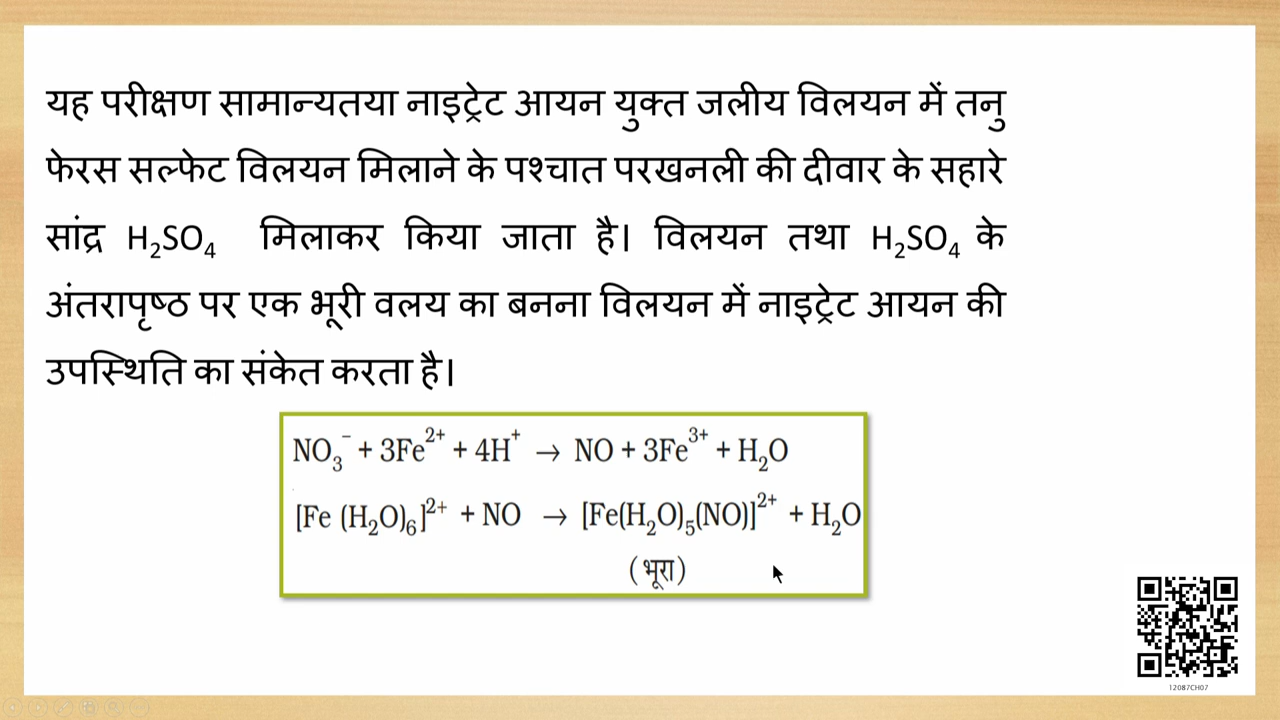 यह परीक्षण सामान्यतया नाइट्रेट आयन युक्त जलीय विलयन में तनु
फेरस सल्फेट विलयन मिलाने के पश्चात परखनली की दीवार के सहारे
सांद्र H₂SO₄ मिलाकर किया जाता है। विलयन तथा H₂SO₄ के
अंतरापृष्ठ पर एक भूरी वलय का बनना विलयन में नाइट्रेट आयन की
उपस्थिति का संकेत करता है।
NO₃⁻ + 3Fe²⁺ + 4H⁺ → NO + 3Fe³⁺ + H₂O
[Fe (H₂O)₆]²⁺ + NO → [Fe(H₂O)₅(NO)]²⁺ + H₂O
(भूरा)
12087CH07